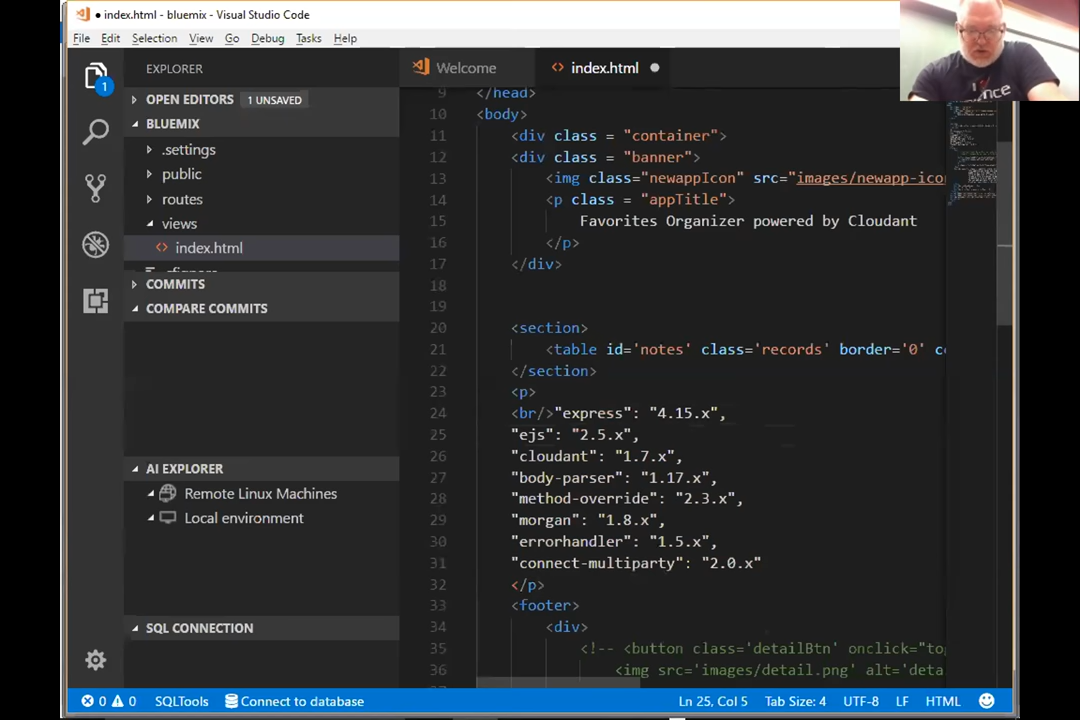 ● index.html - bluemix - Visual Studio Code
File Edit Selection View Go Debug Tasks Help
EXPLORER
Welcome
<> index.html ●
1
OPEN EDITORS 1 UNSAVED
BLUEMIX
.settings
public
routes
views
<> index.html
COMMITS
COMPARE COMMITS
AI EXPLORER
Remote Linux Machines
Local environment
SQL CONNECTION
9 </head>
10 <body>
11 <div class = "container">
12 <div class = "banner">
13 <img class="newappIcon" src="images/newapp-ico
14 <p class = "appTitle">
15 Favorites Organizer powered by Cloudant
16 </p>
17 </div>
18
19
20 <section>
21 <table id='notes' class='records' border='0' c
22 </section>
23 <p>
24 <br/>"express": "4.15.x",
25 "ejs": "2.5.x",
26 "cloudant": "1.7.x",
27 "body-parser": "1.17.x",
28 "method-override": "2.3.x",
29 "morgan": "1.8.x",
30 "errorhandler": "1.5.x",
31 "connect-multiparty": "2.0.x"
32 </p>
33 <footer>
34 <div>
35 <!-- <button class='detailBtn' onclick="to
36 <img src='images/detail.png' alt='deta
0 0 SQLTools Connect to database Ln 25, Col 5 Tab Size: 4 UTF-8 LF HTML